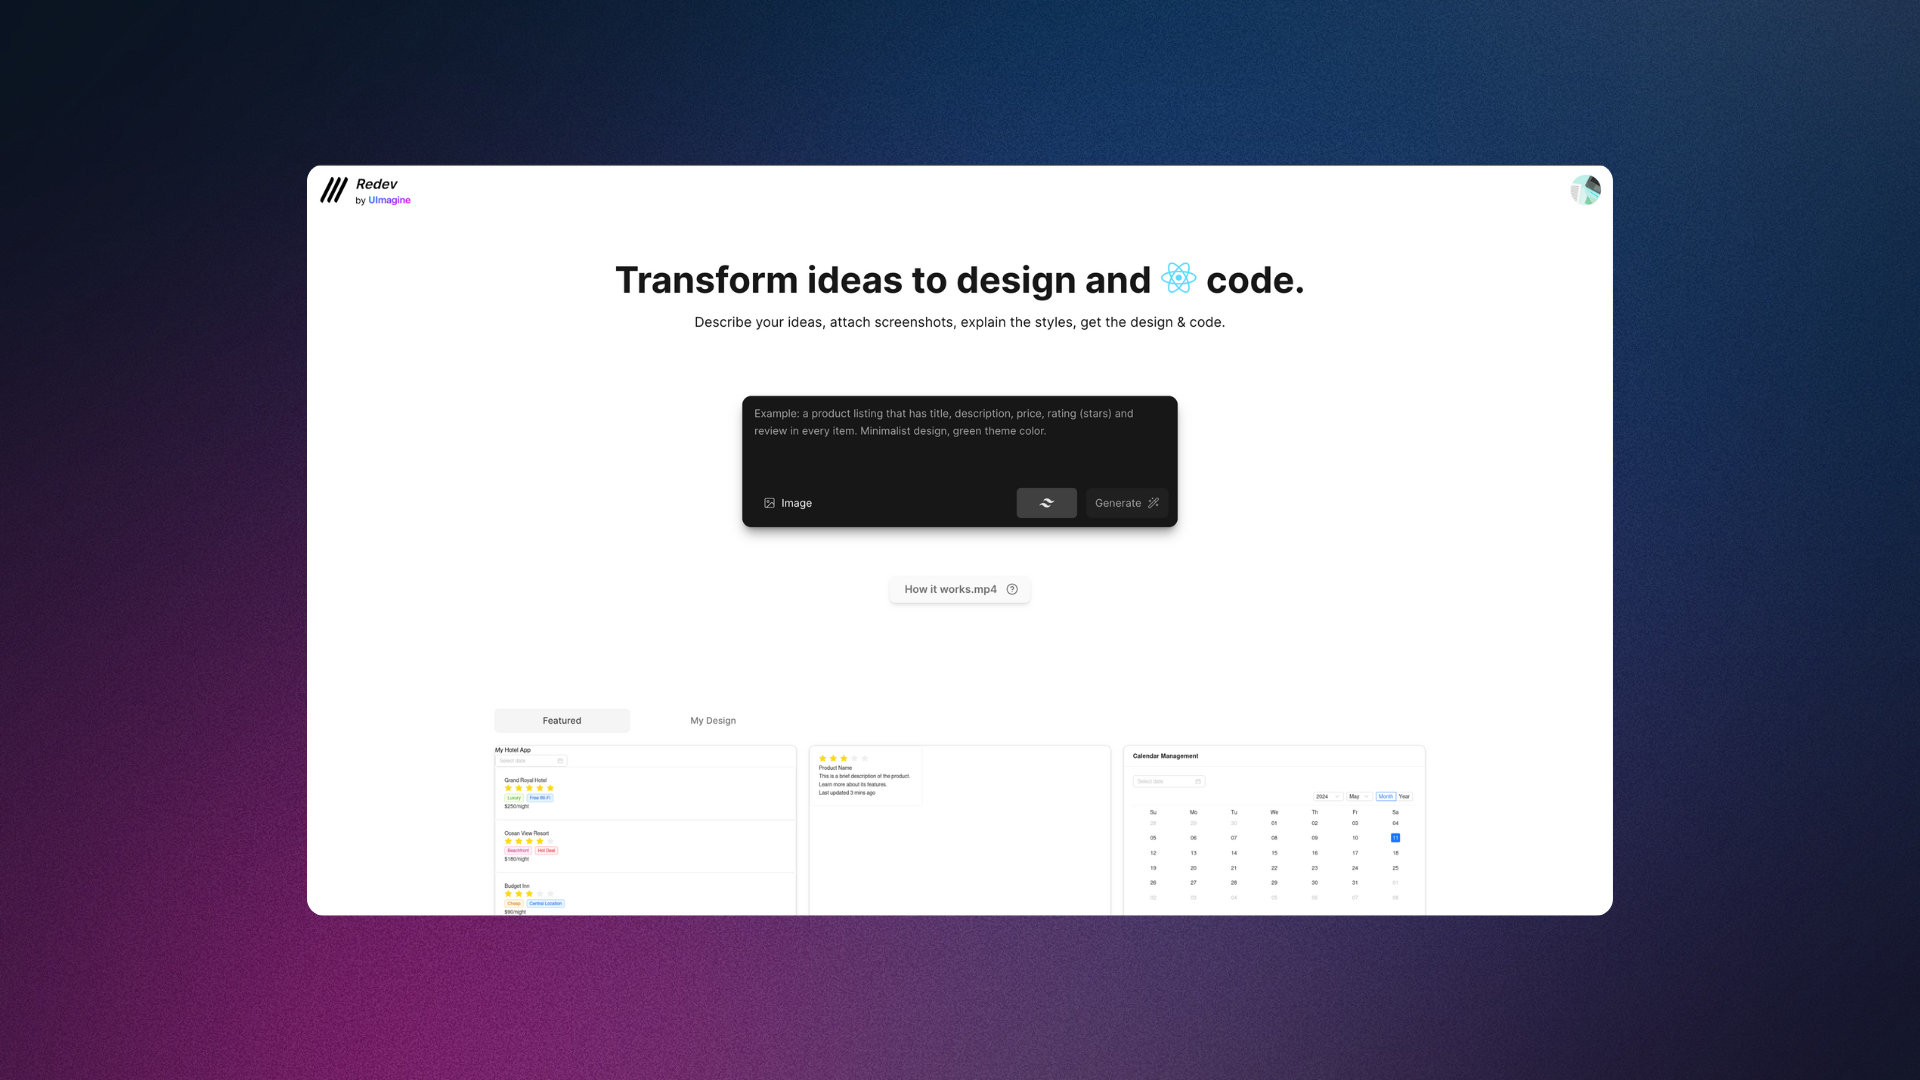 Redev
by UImagine
Transform ideas to design and code.
Describe your ideas, attach screenshots, explain the styles, get the design & code.
Example: a product listing that has title, description, price, rating (stars) and
review in every item. Minimalist design, green theme color.
Image
Generate
How it works.mp4
Featured
My Design
My Hotel App
Select date
Grand Royal Hotel
Luxury Free Wi-Fi
$250/night
Ocean View Resort
Beachfront Hot Deal
$180/night
Budget Inn
Cheap Central Location
$90/night
Product Name
This is a brief description of the product.
Learn more about its features.
Last updated 3 mins ago
Calendar Management
Select date
2024 May Month Year
Su Mo Tu We Th Fr Sa
28 29 30 01 02 03 04
05 06 07 08 09 10 11
12 13 14 15 16 17 18
19 20 21 22 23 24 25
26 27 28 29 30 31 01
02 03 04 05 06 07 08